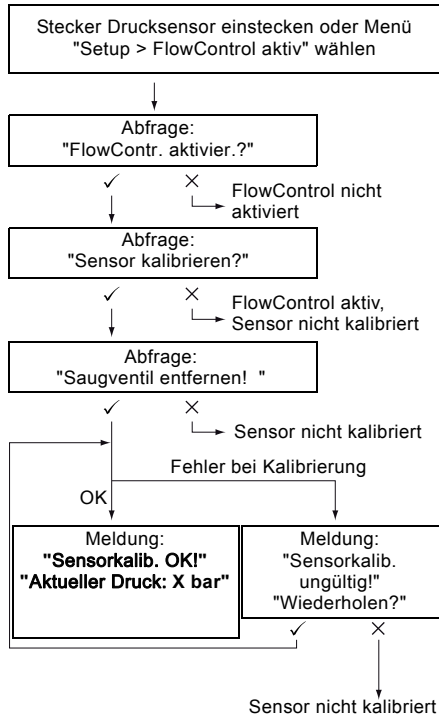 Stecker Drucksensor einstecken oder Menü
"Setup > FlowControl aktiv" wählen
Abfrage:
"FlowContr. aktivier.?"
✓ ✕
FlowControl nicht
aktiviert
Abfrage:
"Sensor kalibrieren?"
✓ ✕
FlowControl aktiv,
Sensor nicht kalibriert
Abfrage:
"Saugventil entfernen! "
✓ ✕
Sensor nicht kalibriert
Fehler bei Kalibrierung
OK
Meldung:
"Sensorkalib. OK!"
"Aktueller Druck: X bar"
Meldung:
"Sensorkalib.
ungültig!"
"Wiederholen?"
✓ ✕
Sensor nicht kalibriert